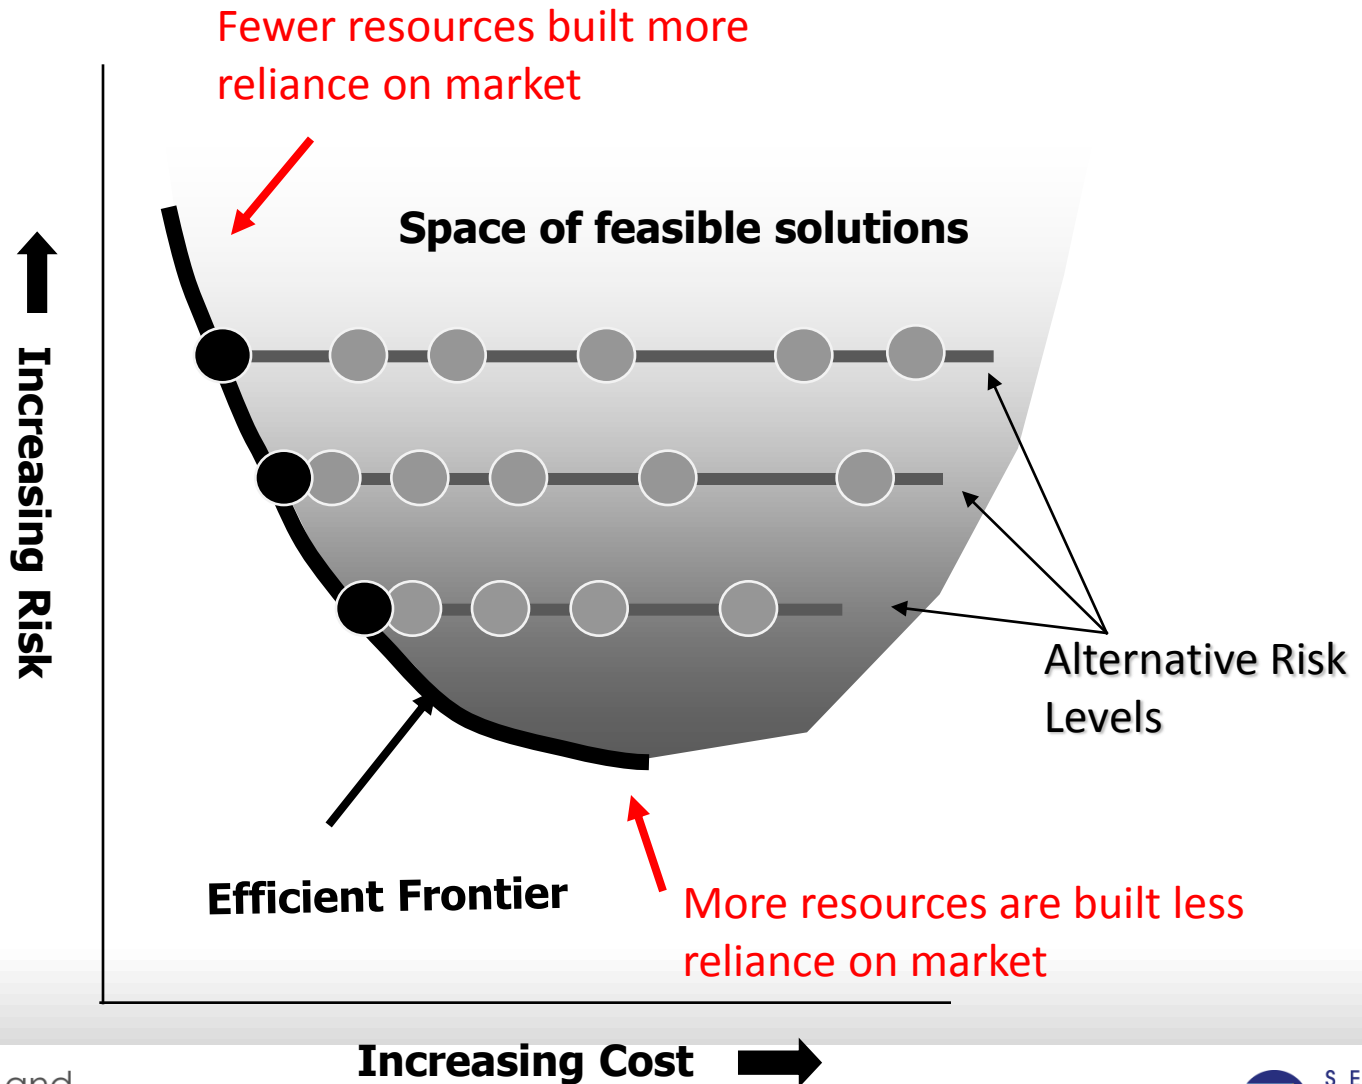 Fewer resources built more
reliance on market
Space of feasible solutions
Increasing Risk
Alternative Risk
Levels
Efficient Frontier
More resources are built less
reliance on market
Increasing Cost
and
S E